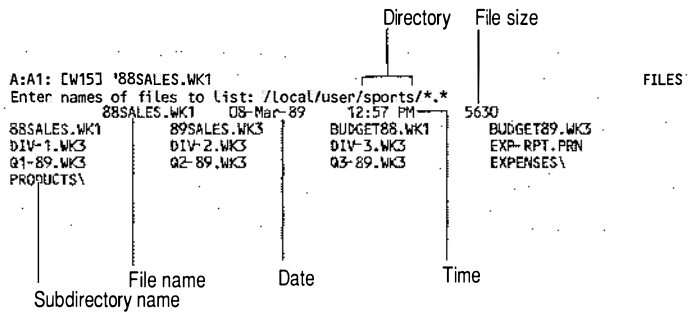 Directory File size
A:A1: [W15] '88SALES.WK1 FILES
Enter names of files to list: /local/user/sports/*.*
88SALES.WK1 08-Mar-89 12:57 PM 5630
88SALES.WK1 89SALES.WK3 BUDGET88.WK1 BUDGET89.WK3
DIV-1.WK3 DIV-2.WK3 DIV-3.WK3 EXP-RPT.PRN
Q1-89.WK3 Q2-89.WK3 Q3-89.WK3 EXPENSES\
PRODUCTS\
File name Date Time
Subdirectory name